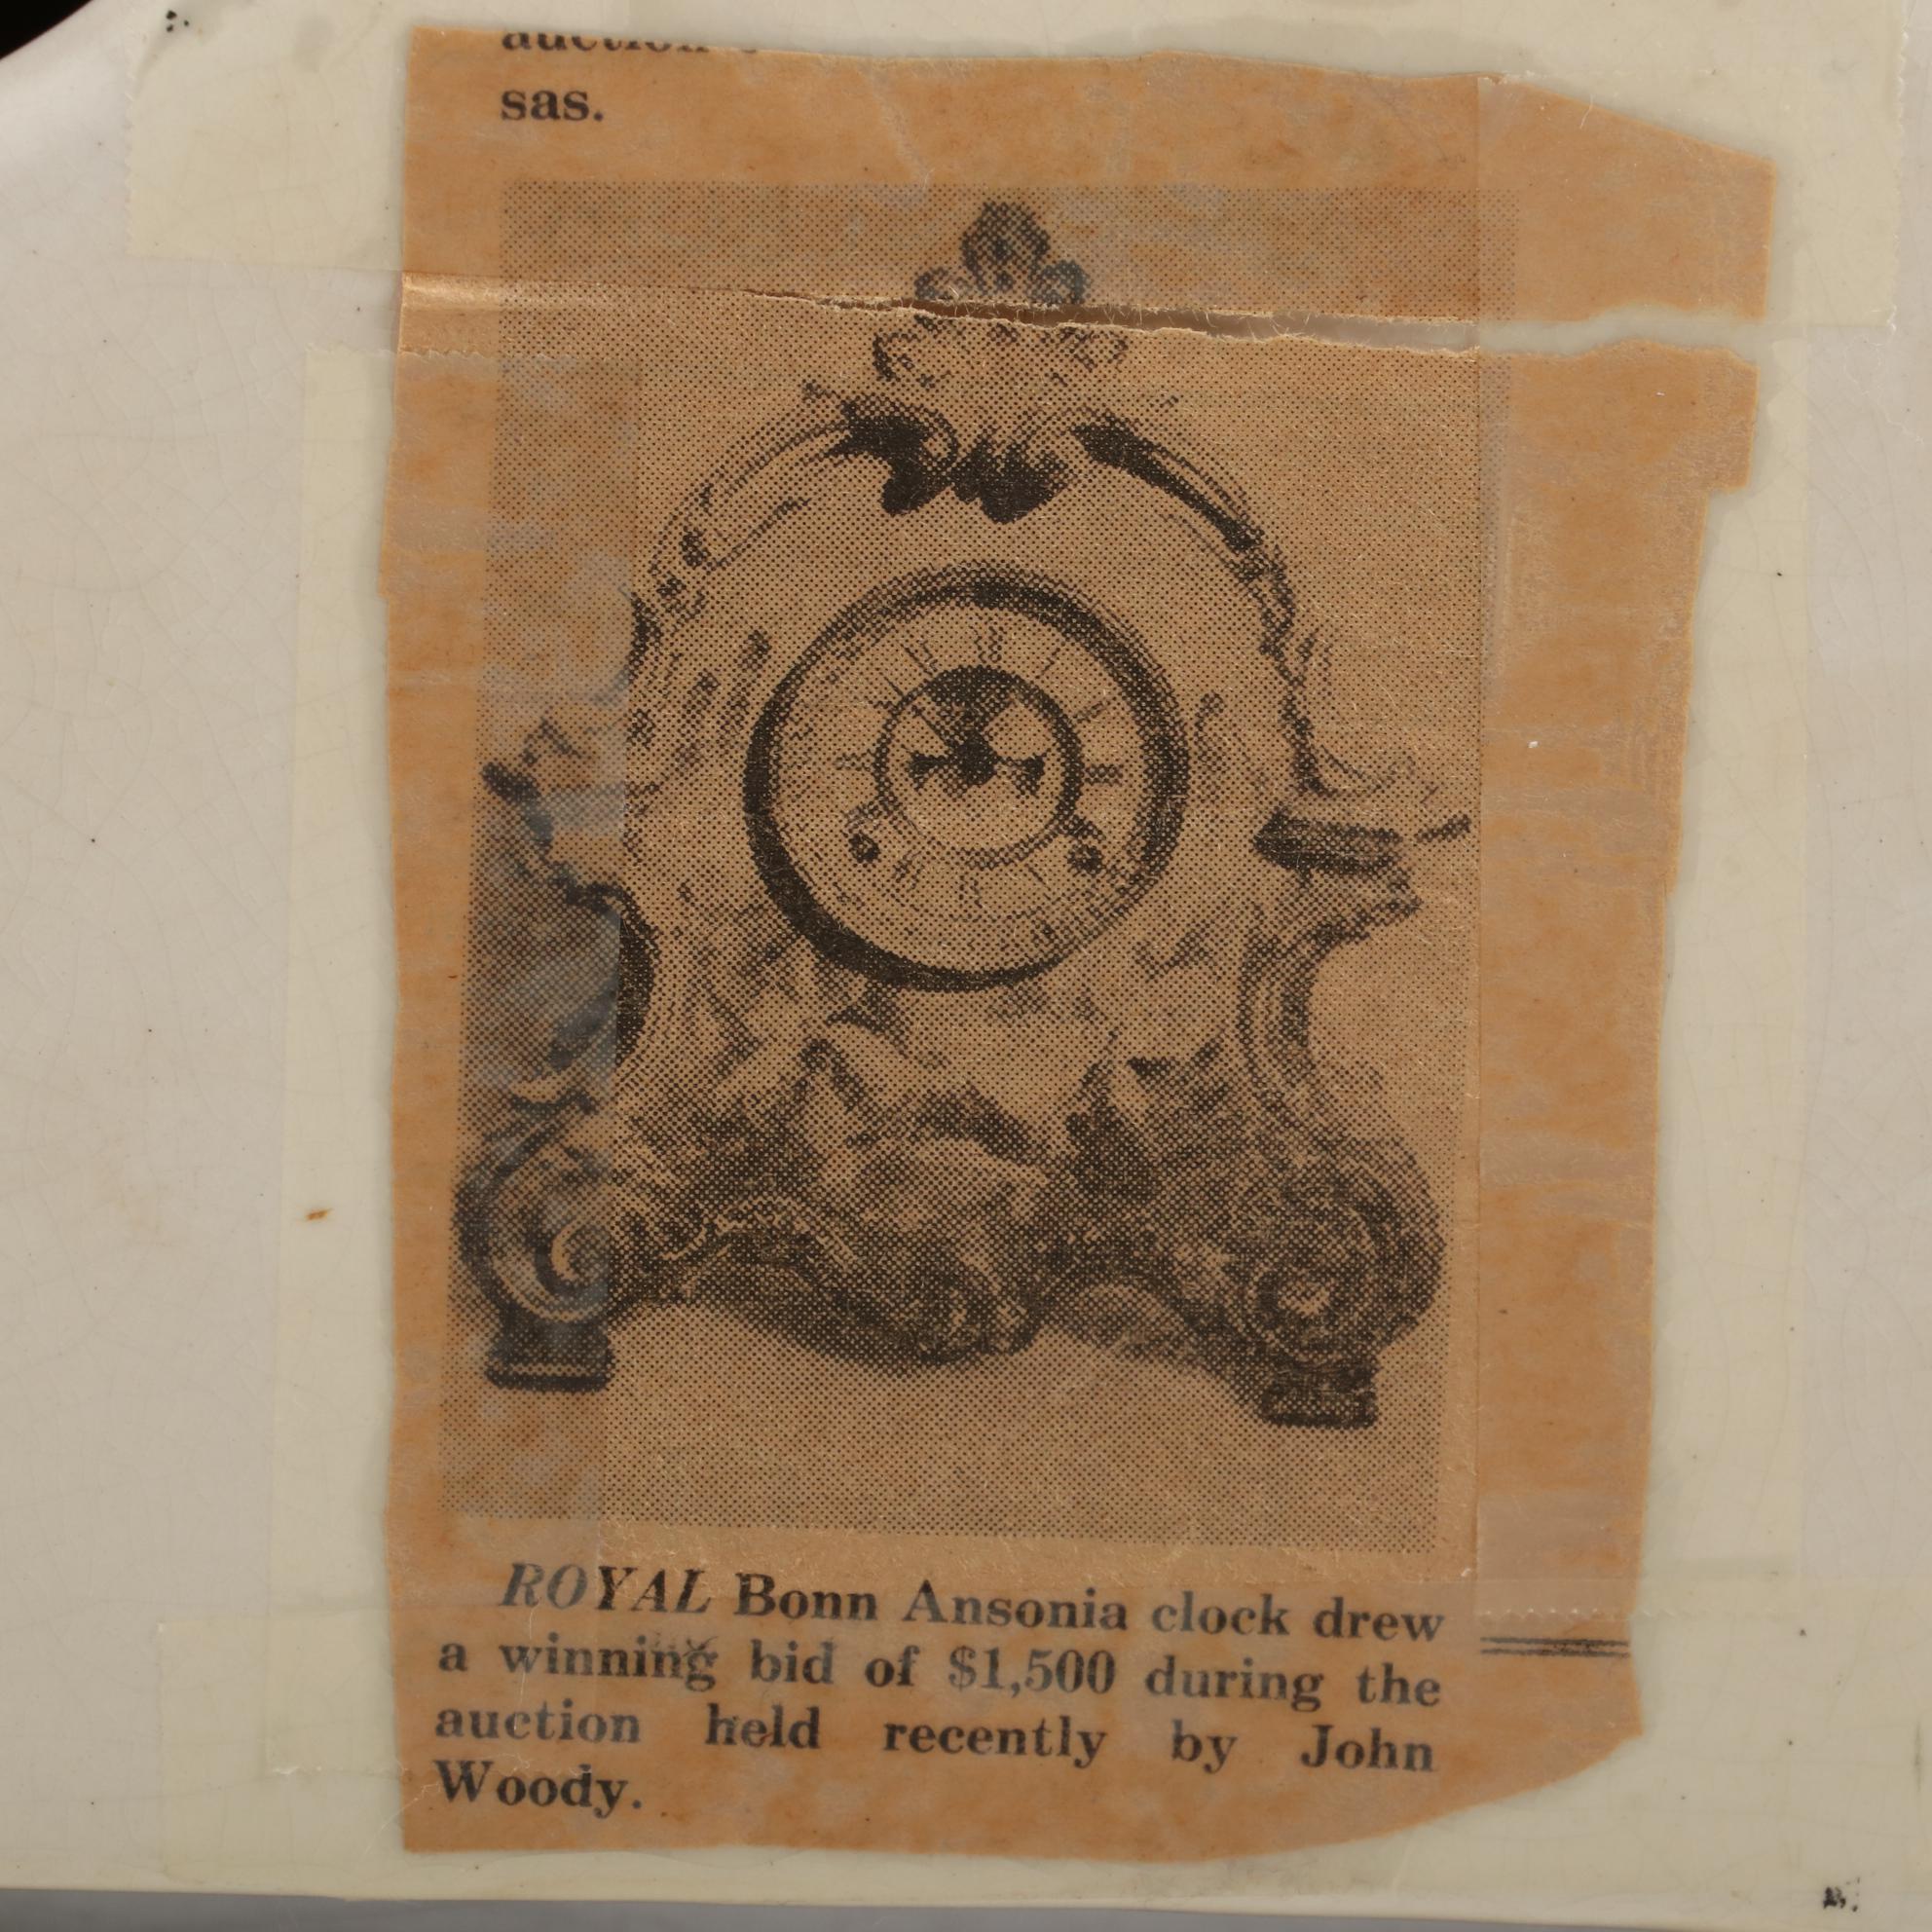 auction
sas.
ROYAL Bonn Ansonia clock drew
a winning bid of $1,500 during the
auction held recently by John
Woody.